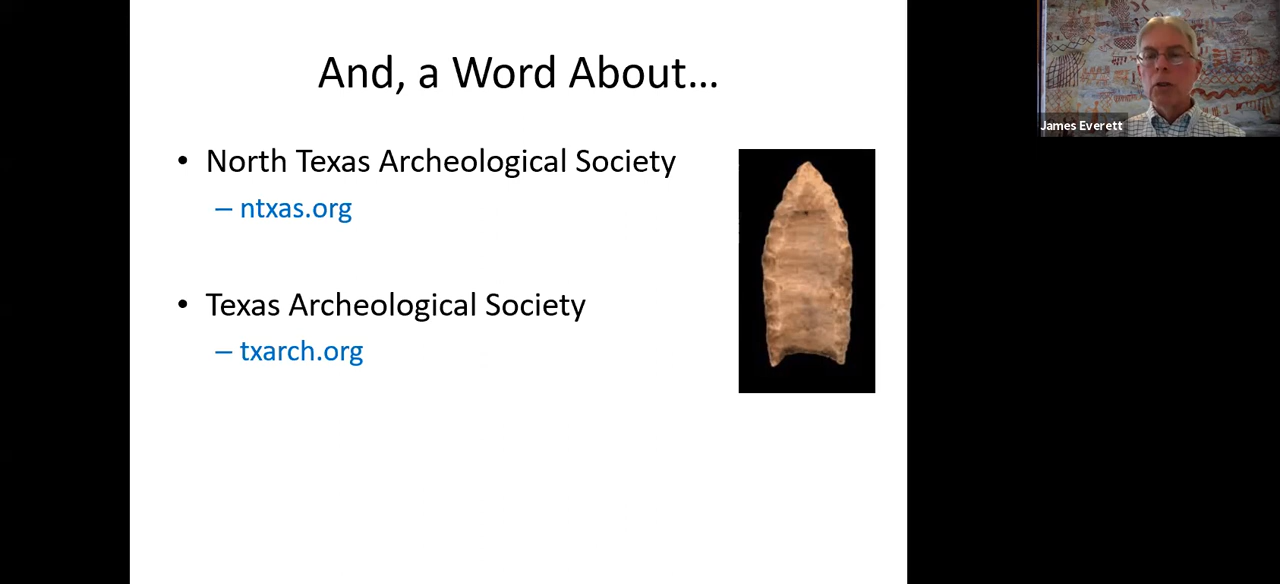 And, a Word About...
• North Texas Archeological Society
– ntxas.org
• Texas Archeological Society
– txarch.org
James Everett